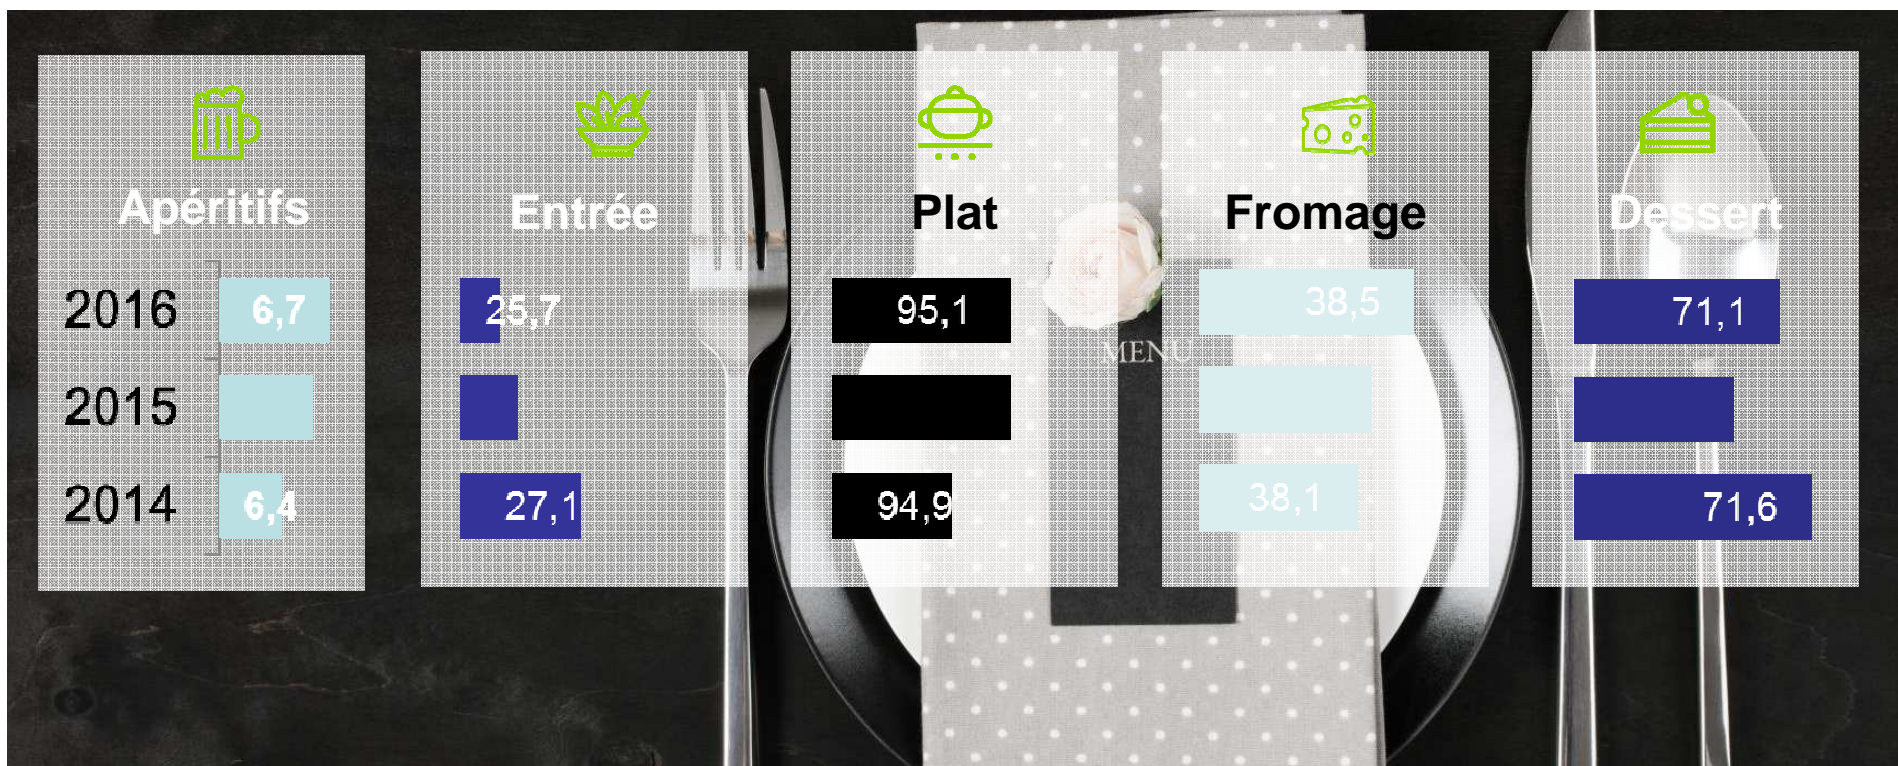 Apéritifs Entrée Plat Fromage Dessert
2016 6,7 25,7 95,1 38,5 71,1
MENU
2015
2014 6,4 27,1 94,9 38,1 71,6